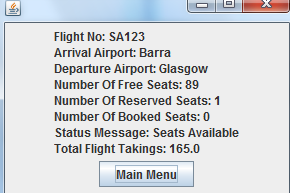 Flight No: SA123
Arrival Airport: Barra
Departure Airport: Glasgow
Number Of Free Seats: 89
Number Of Reserved Seats: 1
Number Of Booked Seats: 0
Status Message: Seats Available
Total Flight Takings: 165.0
Main Menu